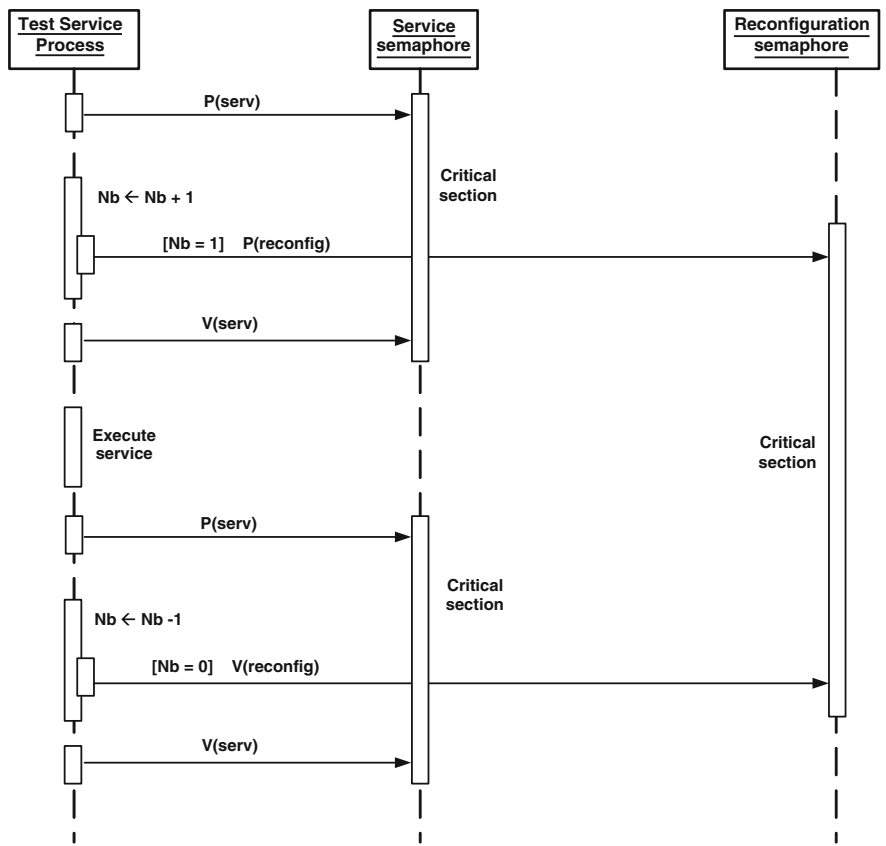 Test Service
Process
Service
semaphore
Reconfiguration
semaphore
P(serv)
Critical
section
Nb ← Nb + 1
[Nb = 1] P(reconfig)
V(serv)
Execute
service
Critical
section
P(serv)
Critical
section
Nb ← Nb -1
[Nb = 0] V(reconfig)
V(serv)